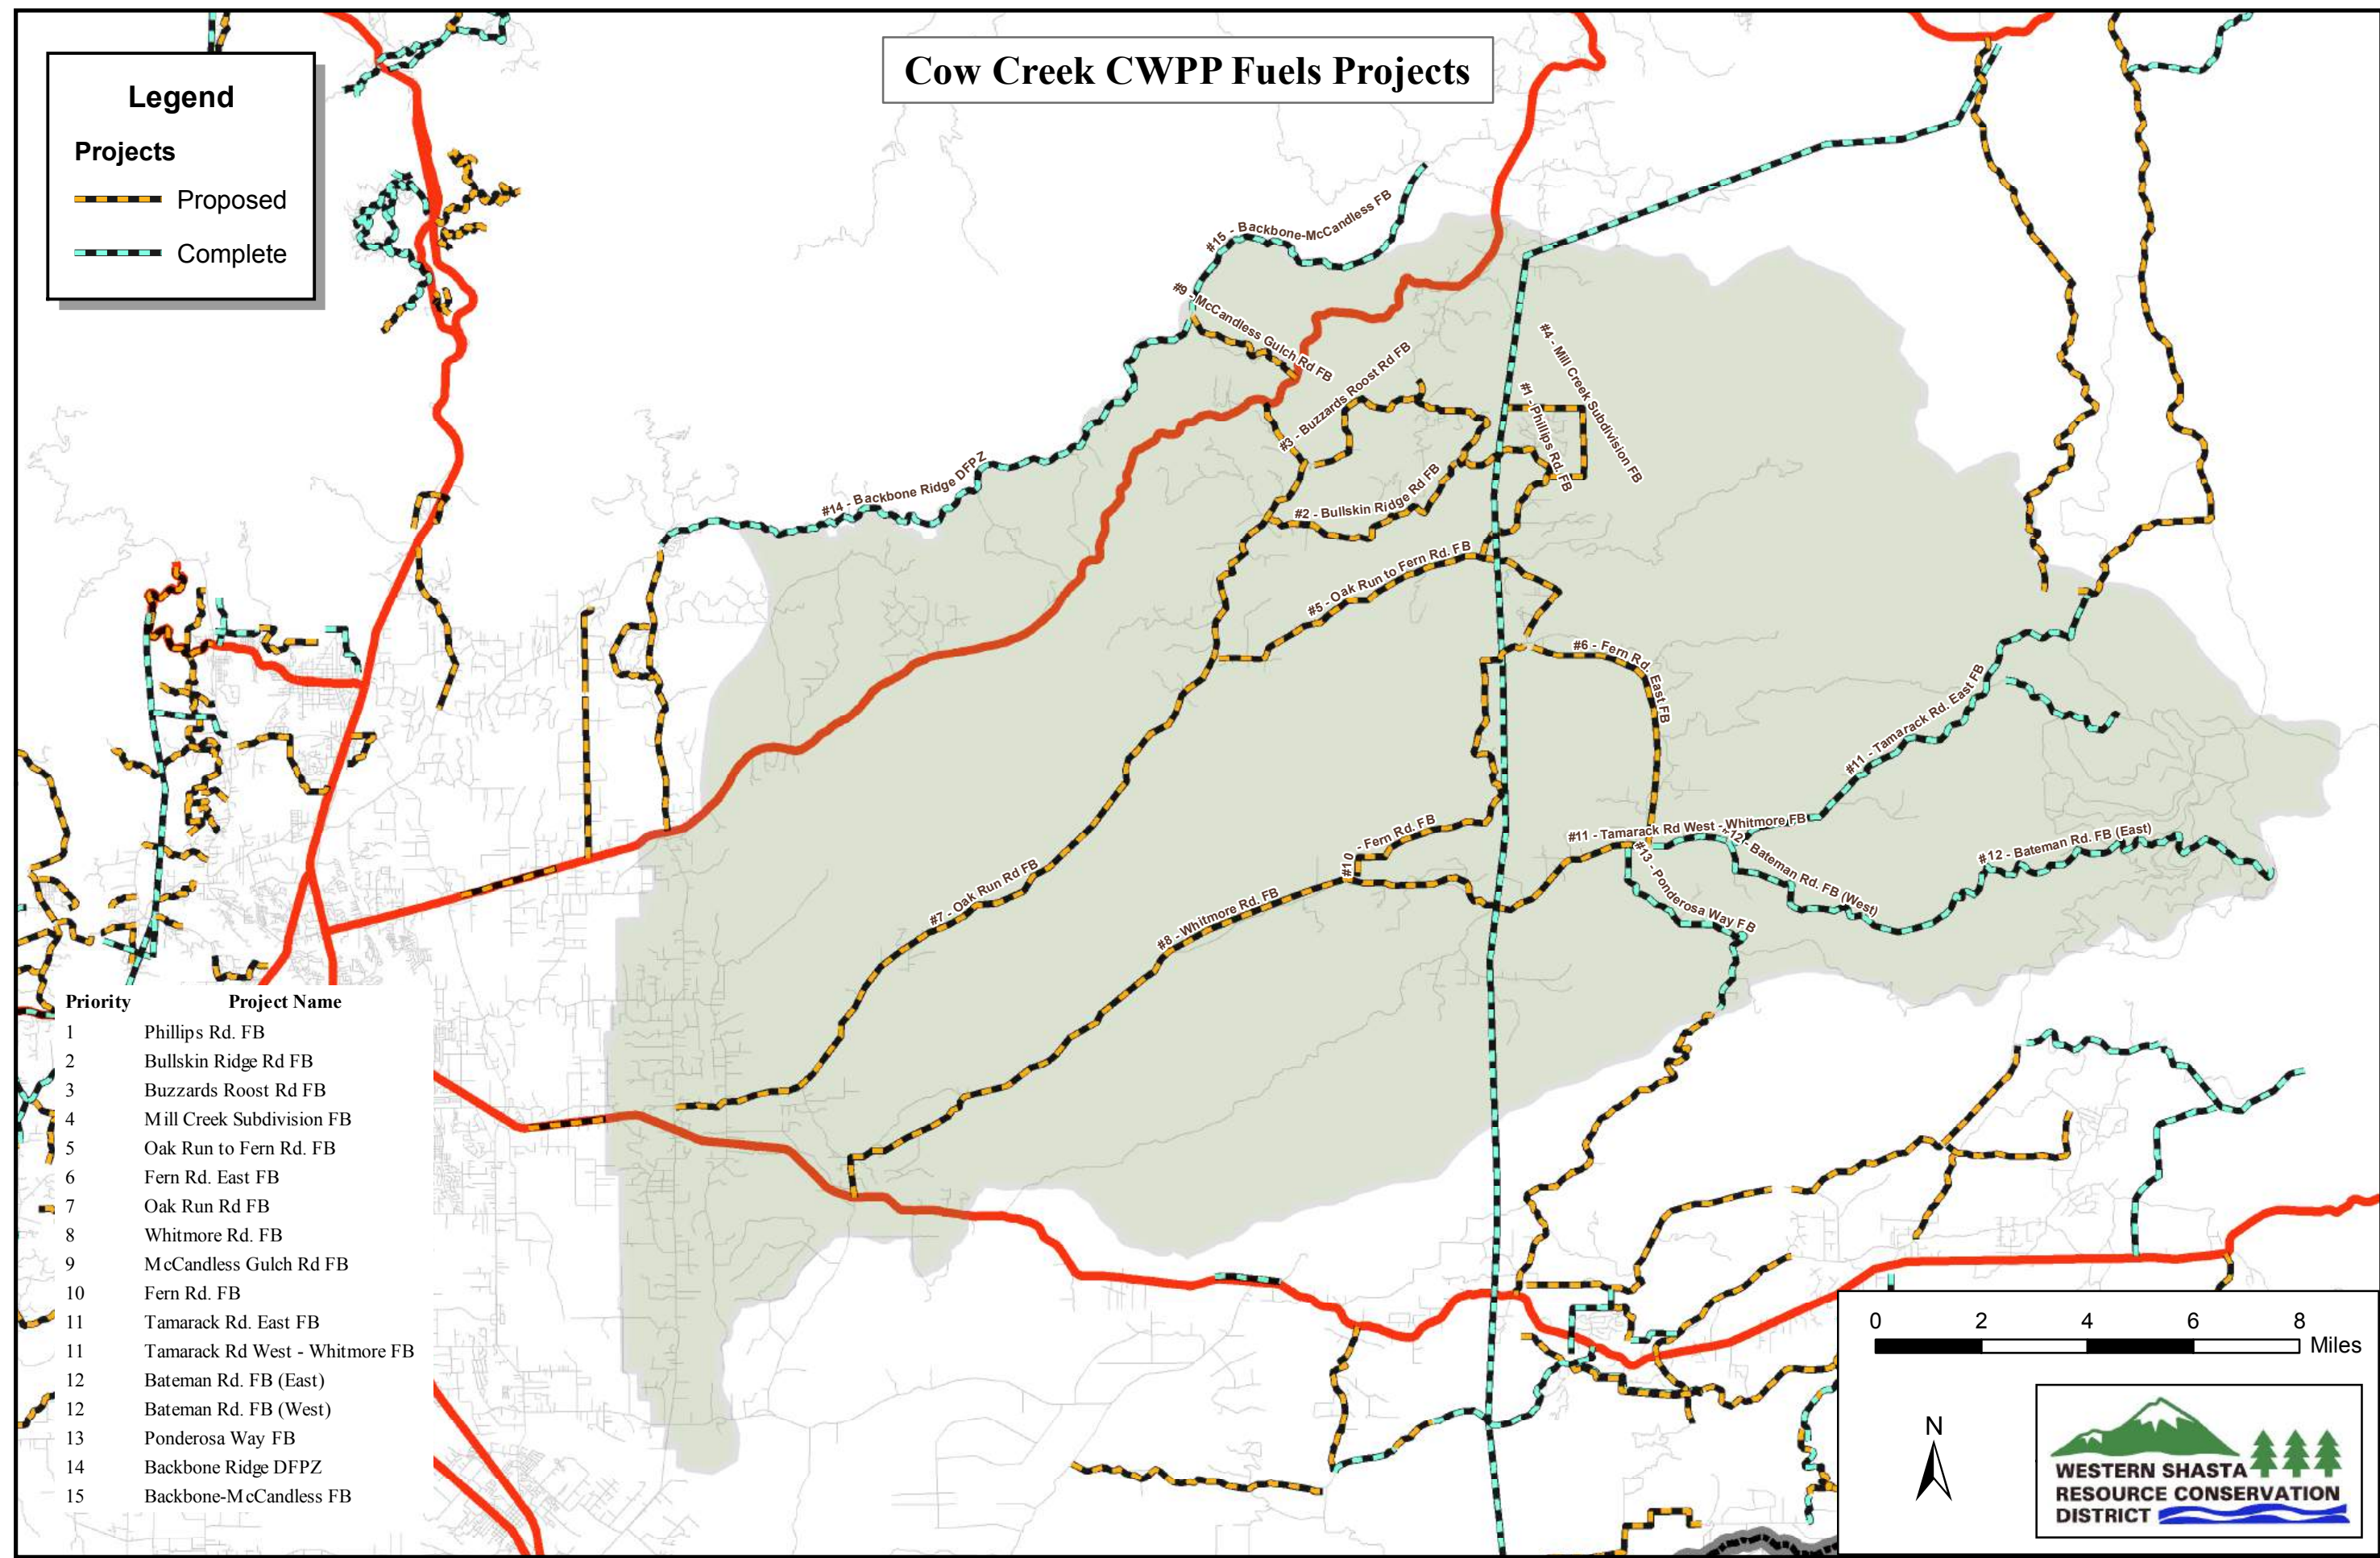 Cow Creek CWPP Fuels Projects
Legend
Projects
Proposed
Complete
#15 - Backbone-McCandless FB
#9 - McCandless Gulch Rd FB
#3 - Buzzards Roost Rd FB
#4 - Mill Creek Subdivision FB
#1 - Phillips Rd. FB
#14 - Backbone Ridge DFPZ
#2 - Bullskin Ridge Rd FB
#5 - Oak Run to Fern Rd. FB
#6 - Fern Rd. East FB
#11 - Tamarack Rd. East FB
#10 - Fern Rd. FB
#11 - Tamarack Rd West - Whitmore FB
#12 - Bateman Rd. FB (West)
#12 - Bateman Rd. FB (East)
#13 - Ponderosa Way FB
#7 - Oak Run Rd FB
#8 - Whitmore Rd. FB
Priority Project Name
1 Phillips Rd. FB
2 Bullskin Ridge Rd FB
3 Buzzards Roost Rd FB
4 Mill Creek Subdivision FB
5 Oak Run to Fern Rd. FB
6 Fern Rd. East FB
7 Oak Run Rd FB
8 Whitmore Rd. FB
9 McCandless Gulch Rd FB
10 Fern Rd. FB
11 Tamarack Rd. East FB
11 Tamarack Rd West - Whitmore FB
12 Bateman Rd. FB (East)
12 Bateman Rd. FB (West)
13 Ponderosa Way FB
14 Backbone Ridge DFPZ
15 Backbone-McCandless FB
0 2 4 6 8
Miles
N
WESTERN SHASTA
RESOURCE CONSERVATION
DISTRICT